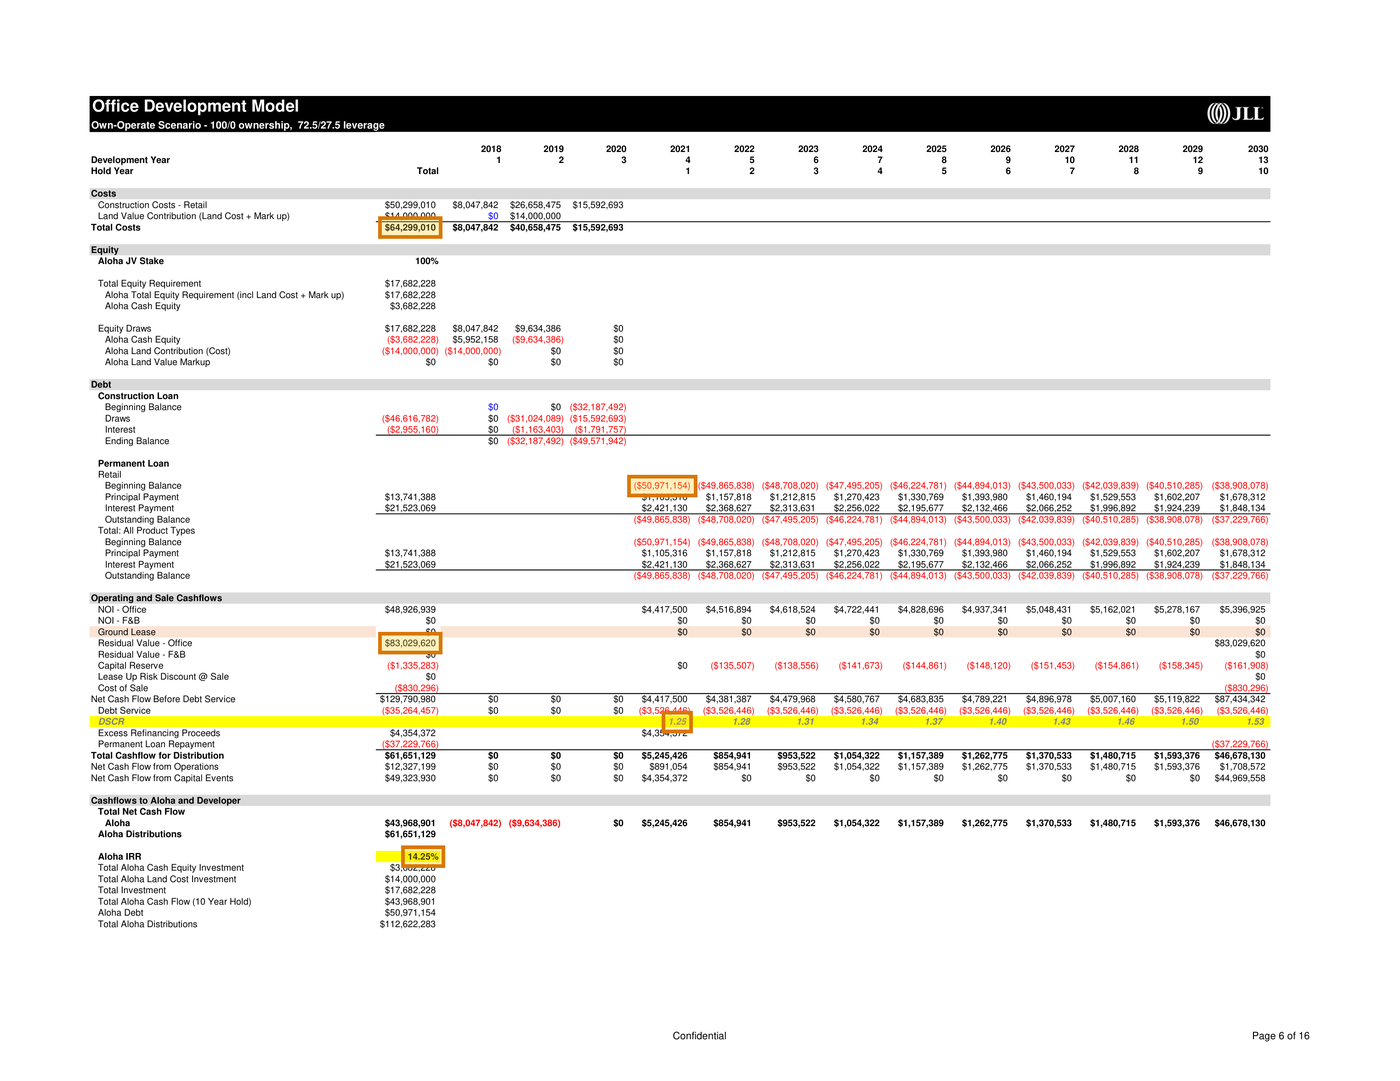 Office Development Model
JLL
Own-Operate Scenario - 100/0 ownership, 72.5/27.5 leverage
2018 2019 2020 2021 2022 2023 2024 2025 2026 2027 2028 2029 2030
Development Year 1 2 3 4 5 6 7 8 9 10 11 12 13
Hold Year Total 1 2 3 4 5 6 7 8 9 10
Costs
Construction Costs - Retail $50,299,010 $8,047,842 $26,658,475 $15,592,693
Land Value Contribution (Land Cost + Mark up) $14,000,000 $0 $14,000,000
Total Costs $64,299,010 $8,047,842 $40,658,475 $15,592,693
Equity
Aloha JV Stake 100%
Total Equity Requirement $17,682,228
Aloha Total Equity Requirement (incl Land Cost + Mark up) $17,682,228
Aloha Cash Equity $3,682,228
Equity Draws $17,682,228 $8,047,842 $9,634,386 $0
Aloha Cash Equity ($3,682,228) $5,952,158 ($9,634,386) $0
Aloha Land Contribution (Cost) ($14,000,000) ($14,000,000) $0 $0
Aloha Land Value Markup $0 $0 $0 $0
Debt
Construction Loan
Beginning Balance $0 $0 ($32,187,492)
Draws ($46,616,782) $0 ($31,024,089) ($15,592,693)
Interest ($2,955,160) $0 ($1,163,403) ($1,791,757)
Ending Balance $0 ($32,187,492) ($49,571,942)
Permanent Loan
Retail
Beginning Balance ($50,971,154) ($49,865,838) ($48,708,020) ($47,495,205) ($46,224,781) ($44,894,013) ($43,500,033) ($42,039,839) ($40,510,285) ($38,908,078)
Principal Payment $13,741,388 $1,105,316 $1,157,818 $1,212,815 $1,270,423 $1,330,769 $1,393,980 $1,460,194 $1,529,553 $1,602,207 $1,678,312
Interest Payment $21,523,069 $2,421,130 $2,368,627 $2,313,631 $2,256,022 $2,195,677 $2,132,466 $2,066,252 $1,996,892 $1,924,239 $1,848,134
Outstanding Balance ($49,865,838) ($48,708,020) ($47,495,205) ($46,224,781) ($44,894,013) ($43,500,033) ($42,039,839) ($40,510,285) ($38,908,078) ($37,229,766)
Total: All Product Types
Beginning Balance ($50,971,154) ($49,865,838) ($48,708,020) ($47,495,205) ($46,224,781) ($44,894,013) ($43,500,033) ($42,039,839) ($40,510,285) ($38,908,078)
Principal Payment $13,741,388 $1,105,316 $1,157,818 $1,212,815 $1,270,423 $1,330,769 $1,393,980 $1,460,194 $1,529,553 $1,602,207 $1,678,312
Interest Payment $21,523,069 $2,421,130 $2,368,627 $2,313,631 $2,256,022 $2,195,677 $2,132,466 $2,066,252 $1,996,892 $1,924,239 $1,848,134
Outstanding Balance ($49,865,838) ($48,708,020) ($47,495,205) ($46,224,781) ($44,894,013) ($43,500,033) ($42,039,839) ($40,510,285) ($38,908,078) ($37,229,766)
Operating and Sale Cashflows
NOI - Office $48,926,939 $4,417,500 $4,516,894 $4,618,524 $4,722,441 $4,828,696 $4,937,341 $5,048,431 $5,162,021 $5,278,167 $5,396,925
NOI - F&B $0 $0 $0 $0 $0 $0 $0 $0 $0 $0 $0
Ground Lease $0 $0 $0 $0 $0 $0 $0 $0 $0 $0 $0
Residual Value - Office $83,029,620 $83,029,620
Residual Value - F&B $0 $0
Capital Reserve ($1,335,283) $0 ($135,507) ($138,556) ($141,673) ($144,861) ($148,120) ($151,453) ($154,861) ($158,345) ($161,908)
Lease Up Risk Discount @ Sale $0 $0
Cost of Sale ($830,296) ($830,296)
Net Cash Flow Before Debt Service $129,790,980 $0 $0 $0 $4,417,500 $4,381,387 $4,479,968 $4,580,767 $4,683,835 $4,789,221 $4,896,978 $5,007,160 $5,119,822 $87,434,342
Debt Service ($35,264,457) $0 $0 $0 ($3,526,446) ($3,526,446) ($3,526,446) ($3,526,446) ($3,526,446) ($3,526,446) ($3,526,446) ($3,526,446) ($3,526,446) ($3,526,446)
DSCR 1.25 1.28 1.31 1.34 1.37 1.40 1.43 1.46 1.50 1.53
Excess Refinancing Proceeds $4,354,372 $4,354,372
Permanent Loan Repayment ($37,229,766) ($37,229,766)
Total Cashflow for Distribution $61,651,129 $0 $0 $0 $5,245,426 $854,941 $953,522 $1,054,322 $1,157,389 $1,262,775 $1,370,533 $1,480,715 $1,593,376 $46,678,130
Net Cash Flow from Operations $12,327,199 $0 $0 $0 $891,054 $854,941 $953,522 $1,054,322 $1,157,389 $1,262,775 $1,370,533 $1,480,715 $1,593,376 $1,708,572
Net Cash Flow from Capital Events $49,323,930 $0 $0 $0 $4,354,372 $0 $0 $0 $0 $0 $0 $0 $0 $44,969,558
Cashflows to Aloha and Developer
Total Net Cash Flow
Aloha $43,968,901 ($8,047,842) ($9,634,386) $0 $5,245,426 $854,941 $953,522 $1,054,322 $1,157,389 $1,262,775 $1,370,533 $1,480,715 $1,593,376 $46,678,130
Aloha Distributions $61,651,129
Aloha IRR 14.25%
Total Aloha Cash Equity Investment $3,682,228
Total Aloha Land Cost Investment $14,000,000
Total Investment $17,682,228
Total Aloha Cash Flow (10 Year Hold) $43,968,901
Aloha Debt $50,971,154
Total Aloha Distributions $112,622,283
Confidential
Page 6 of 16